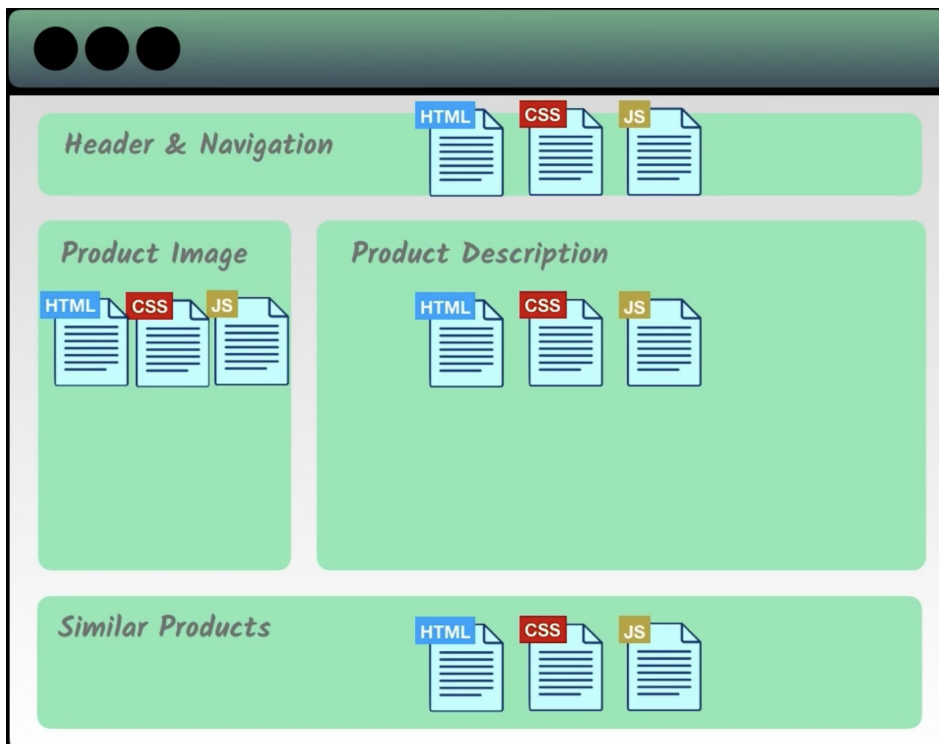 Header & Navigation
HTML CSS JS
Product Image
HTML CSS JS
Product Description
HTML CSS JS
Similar Products
HTML CSS JS